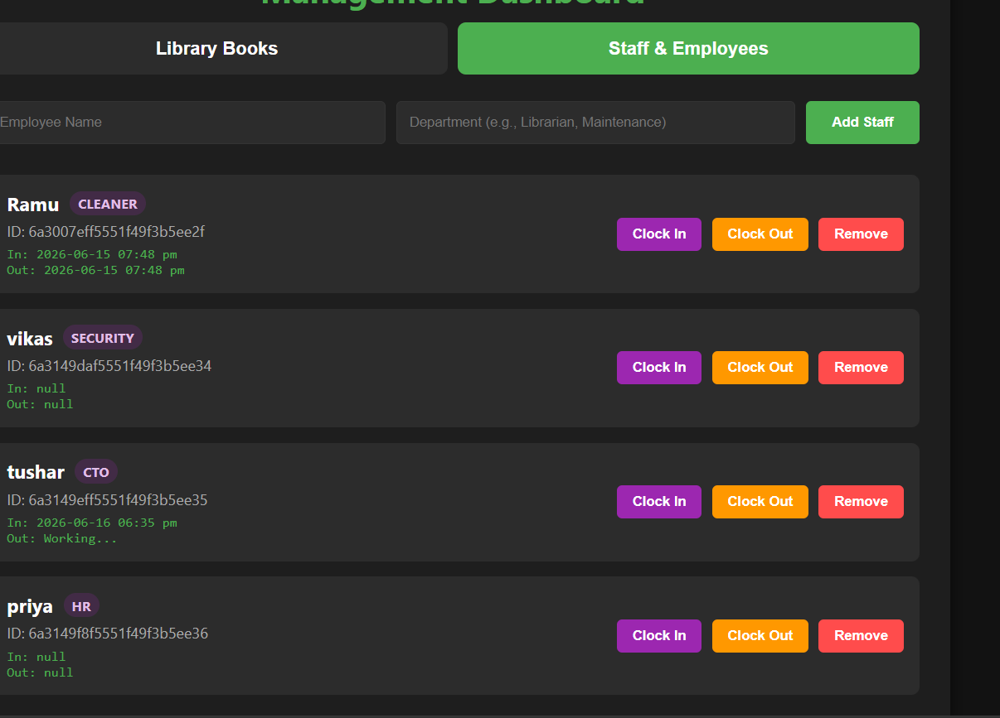 Management Dashboard
Library Books
Staff & Employees
Employee Name
Department (e.g., Librarian, Maintenance)
Add Staff
Ramu CLEANER
ID: 6a3007eff5551f49f3b5ee2f
In: 2026-06-15 07:48 pm
Out: 2026-06-15 07:48 pm
Clock In
Clock Out
Remove
vikas SECURITY
ID: 6a3149daf5551f49f3b5ee34
In: null
Out: null
Clock In
Clock Out
Remove
tushar CTO
ID: 6a3149eff5551f49f3b5ee35
In: 2026-06-16 06:35 pm
Out: Working...
Clock In
Clock Out
Remove
priya HR
ID: 6a3149f8f5551f49f3b5ee36
In: null
Out: null
Clock In
Clock Out
Remove